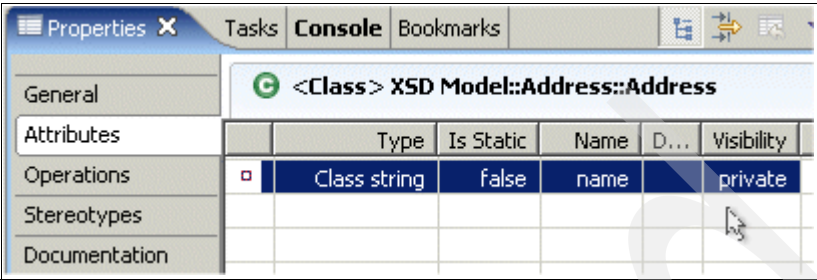 Properties Tasks Console Bookmarks
General
<Class> XSD Model::Address::Address
Attributes
Type Is Static Name D... Visibility
Operations
Class string false name private
Stereotypes
Documentation